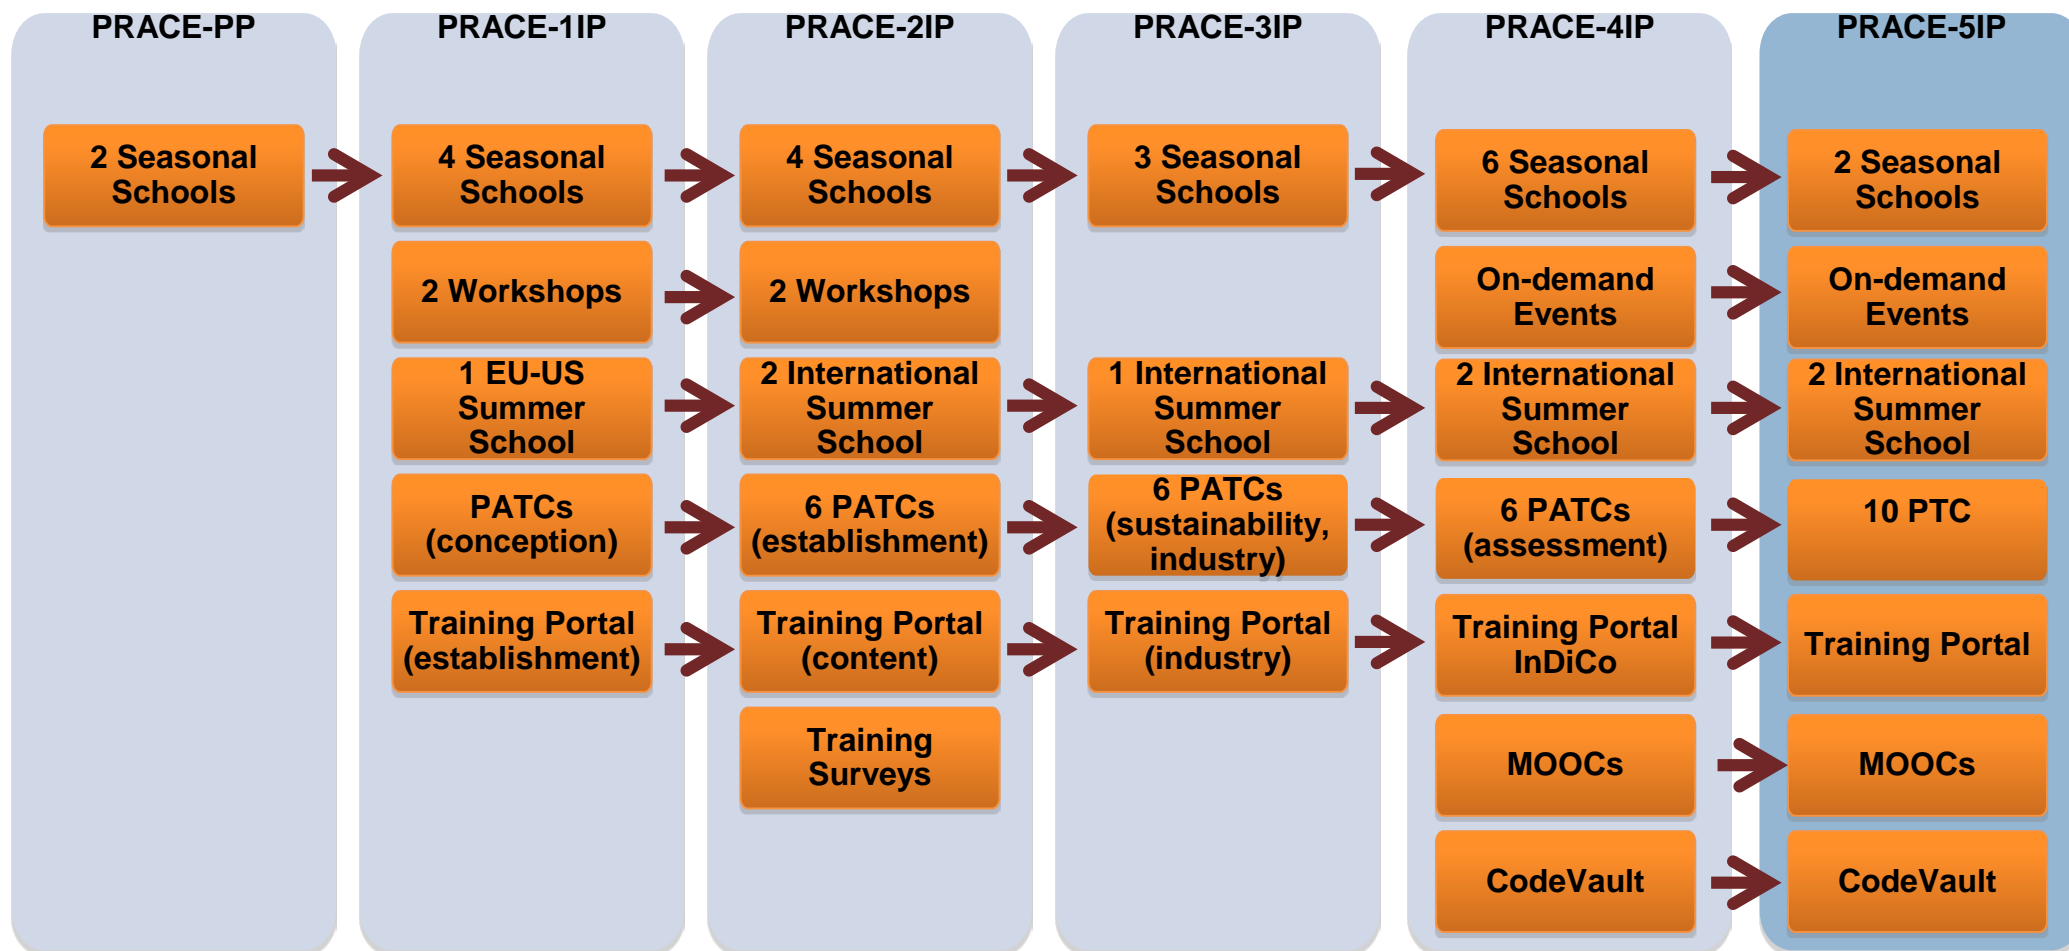 PRACE-PP
PRACE-1IP
PRACE-2IP
PRACE-3IP
PRACE-4IP
PRACE-5IP
2 Seasonal
Schools
4 Seasonal
Schools
4 Seasonal
Schools
3 Seasonal
Schools
6 Seasonal
Schools
2 Seasonal
Schools
2 Workshops
2 Workshops
On-demand
Events
On-demand
Events
1 EU-US
Summer
School
2 International
Summer
School
1 International
Summer
School
2 International
Summer
School
2 International
Summer
School
PATCs
(conception)
6 PATCs
(establishment)
6 PATCs
(sustainability,
industry)
6 PATCs
(assessment)
10 PTC
Training Portal
(establishment)
Training Portal
(content)
Training Portal
(industry)
Training Portal
InDiCo
Training Portal
Training
Surveys
MOOCs
MOOCs
CodeVault
CodeVault